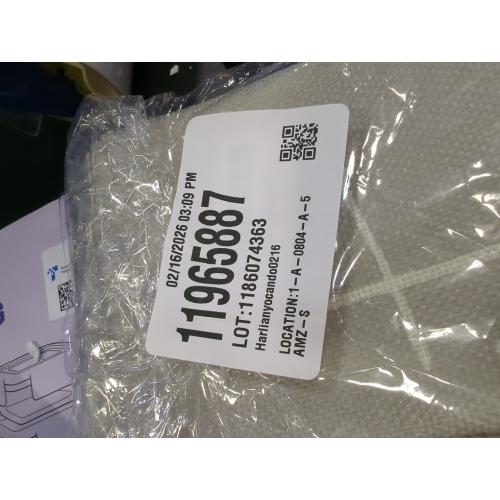 02/16/2026 03:09 PM
11965887
LOT:1186074363
Harlianyocando0216
LOCATION:1-A-0804-A-5
AMZ-S